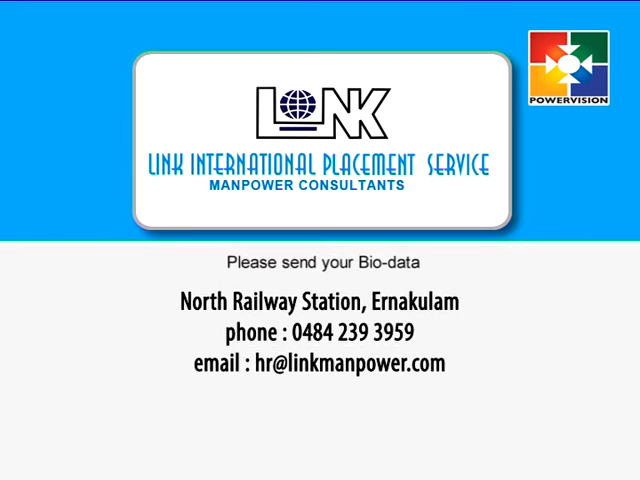 POWERVISION
LINK
LINK INTERNATIONAL PLACEMENT SERVICE
MANPOWER CONSULTANTS
Please send your Bio-data
North Railway Station, Ernakulam
phone : 0484 239 3959
email : hr@linkmanpower.com